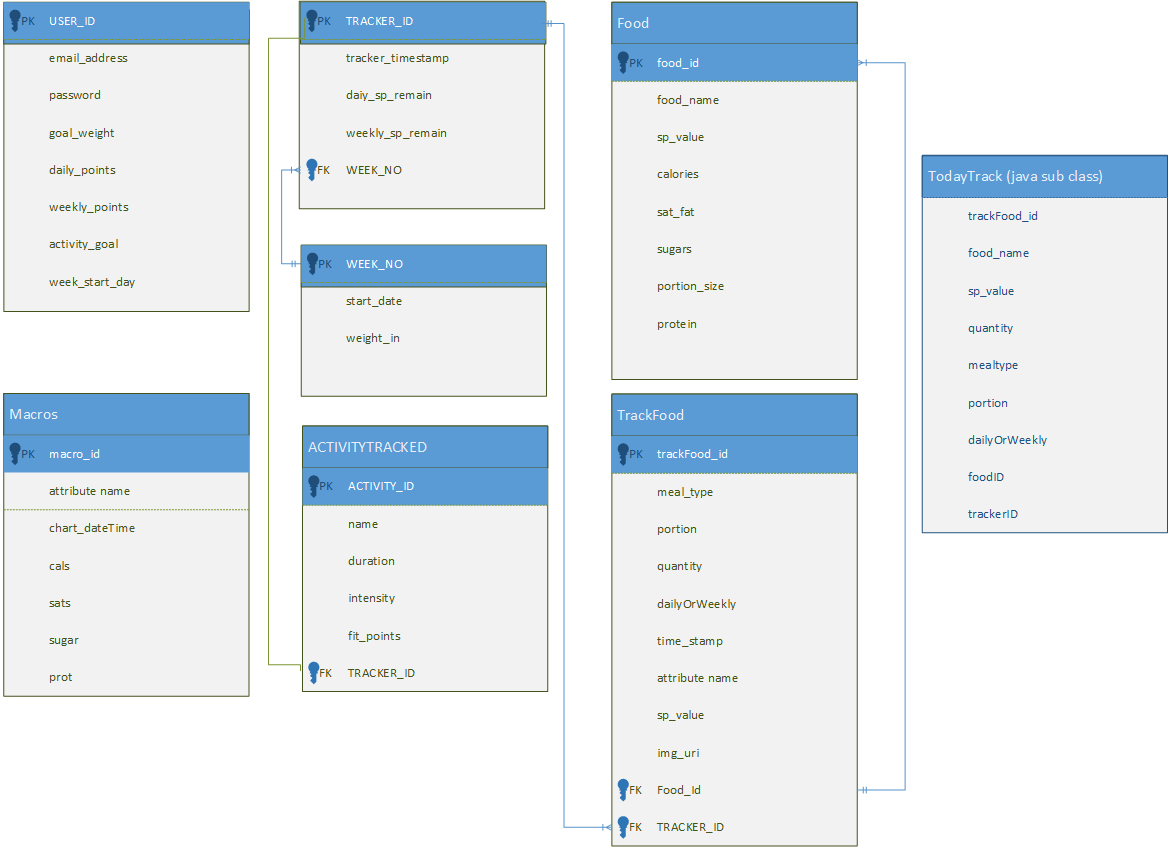 PK USER_ID
email_address
password
goal_weight
daily_points
weekly_points
activity_goal
week_start_day
PK TRACKER_ID
tracker_timestamp
daiy_sp_remain
weekly_sp_remain
FK WEEK_NO
PK WEEK_NO
start_date
weight_in
Macros
PK macro_id
attribute name
chart_dateTime
cals
sats
sugar
prot
ACTIVITYTRACKED
PK ACTIVITY_ID
name
duration
intensity
fit_points
FK TRACKER_ID
Food
PK food_id
food_name
sp_value
calories
sat_fat
sugars
portion_size
protein
TrackFood
PK trackFood_id
meal_type
portion
quantity
dailyOrWeekly
time_stamp
attribute name
sp_value
img_uri
FK Food_Id
FK TRACKER_ID
TodayTrack (java sub class)
trackFood_id
food_name
sp_value
quantity
mealtype
portion
dailyOrWeekly
foodID
trackerID